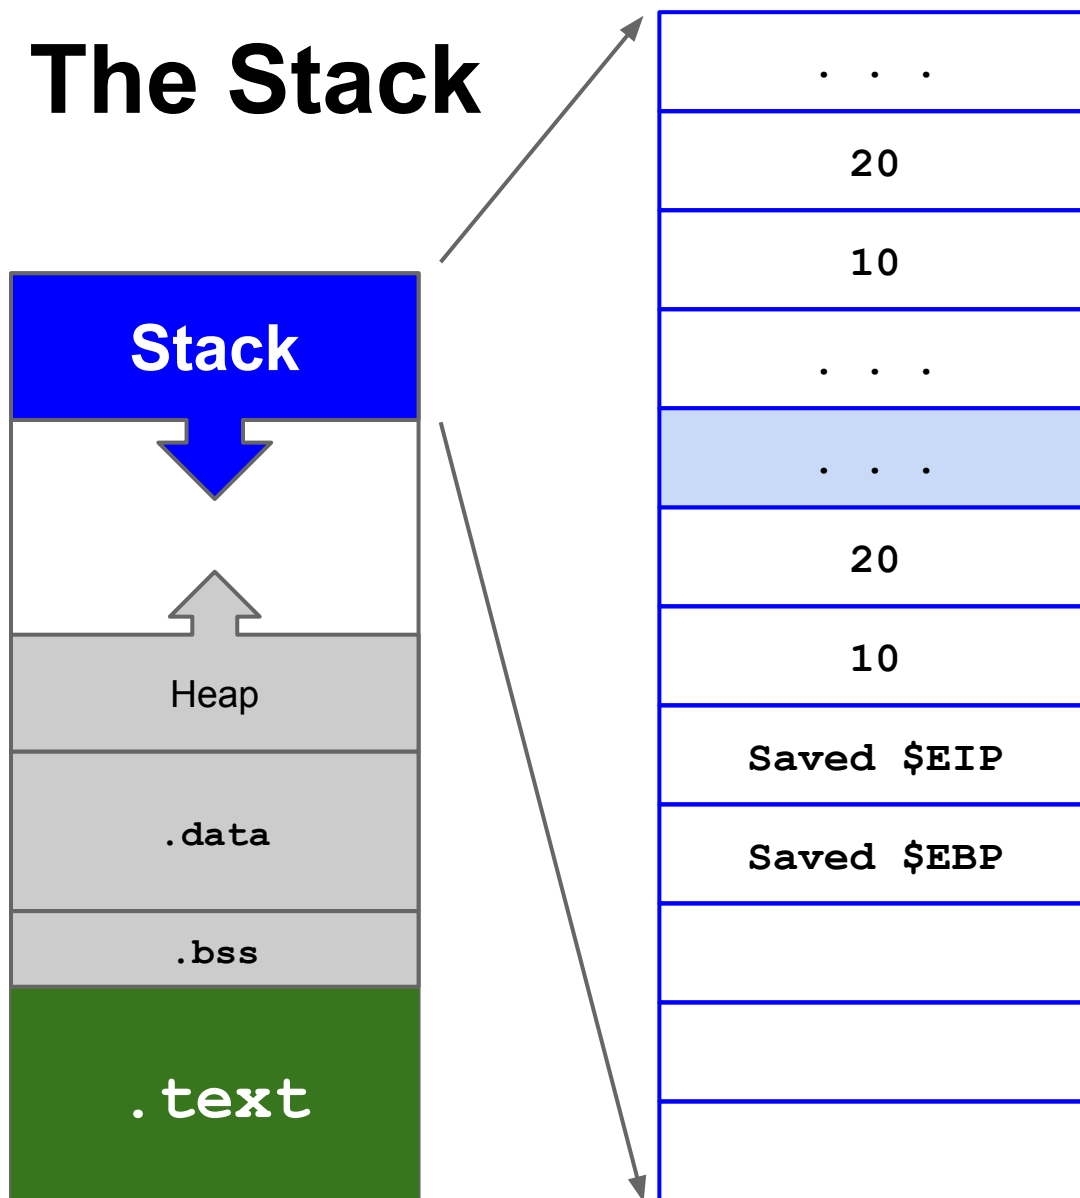 The Stack
Stack
Heap
.data
.bss
.text
. . .
20
10
. . .
. . .
20
10
Saved $EIP
Saved $EBP